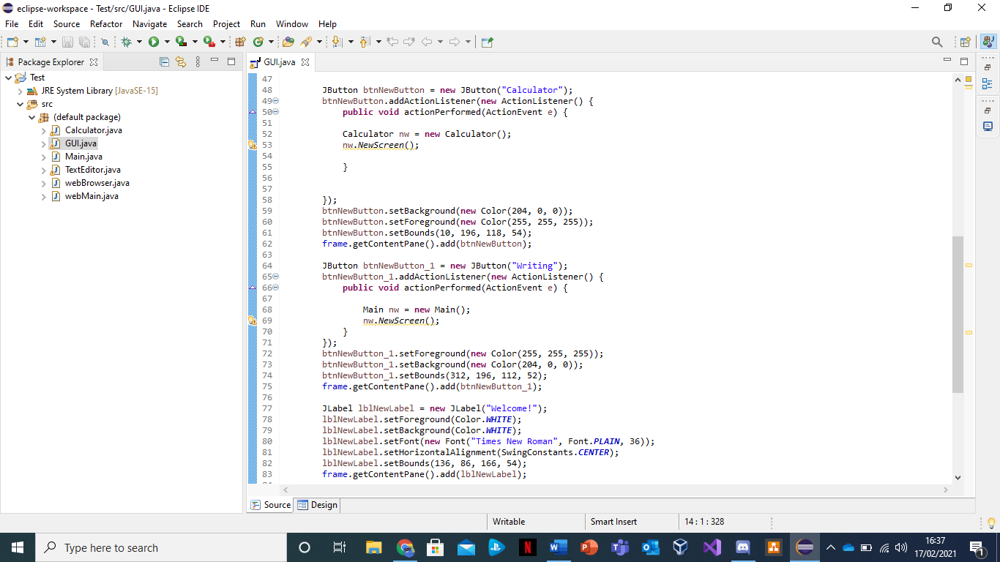 eclipse-workspace - Test/src/GUI.java - Eclipse IDE
File Edit Source Refactor Navigate Search Project Run Window Help
Package Explorer
GUI.java
Test
JRE System Library [JavaSE-15]
src
(default package)
Calculator.java
GUI.java
Main.java
TextEditor.java
webBrowser.java
webMain.java
47
48 JButton btnNewButton = new JButton("Calculator");
49 btnNewButton.addActionListener(new ActionListener() {
50 public void actionPerformed(ActionEvent e) {
51
52 Calculator nw = new Calculator();
53 nw.NewScreen();
54
55 }
56
57
58 });
59 btnNewButton.setBackground(new Color(204, 0, 0));
60 btnNewButton.setForeground(new Color(255, 255, 255));
61 btnNewButton.setBounds(10, 196, 118, 54);
62 frame.getContentPane().add(btnNewButton);
63
64 JButton btnNewButton_1 = new JButton("Writing");
65 btnNewButton_1.addActionListener(new ActionListener() {
66 public void actionPerformed(ActionEvent e) {
67
68 Main nw = new Main();
69 nw.NewScreen();
70 }
71 });
72 btnNewButton_1.setForeground(new Color(255, 255, 255));
73 btnNewButton_1.setBackground(new Color(204, 0, 0));
74 btnNewButton_1.setBounds(312, 196, 112, 52);
75 frame.getContentPane().add(btnNewButton_1);
76
77 JLabel lblNewLabel = new JLabel("Welcome!");
78 lblNewLabel.setForeground(Color.WHITE);
79 lblNewLabel.setBackground(Color.WHITE);
80 lblNewLabel.setFont(new Font("Times New Roman", Font.PLAIN, 36));
81 lblNewLabel.setHorizontalAlignment(SwingConstants.CENTER);
82 lblNewLabel.setBounds(136, 86, 166, 54);
83 frame.getContentPane().add(lblNewLabel);
Source Design
Writable Smart Insert 14 : 1 : 328
Type here to search
16:37
17/02/2021
1